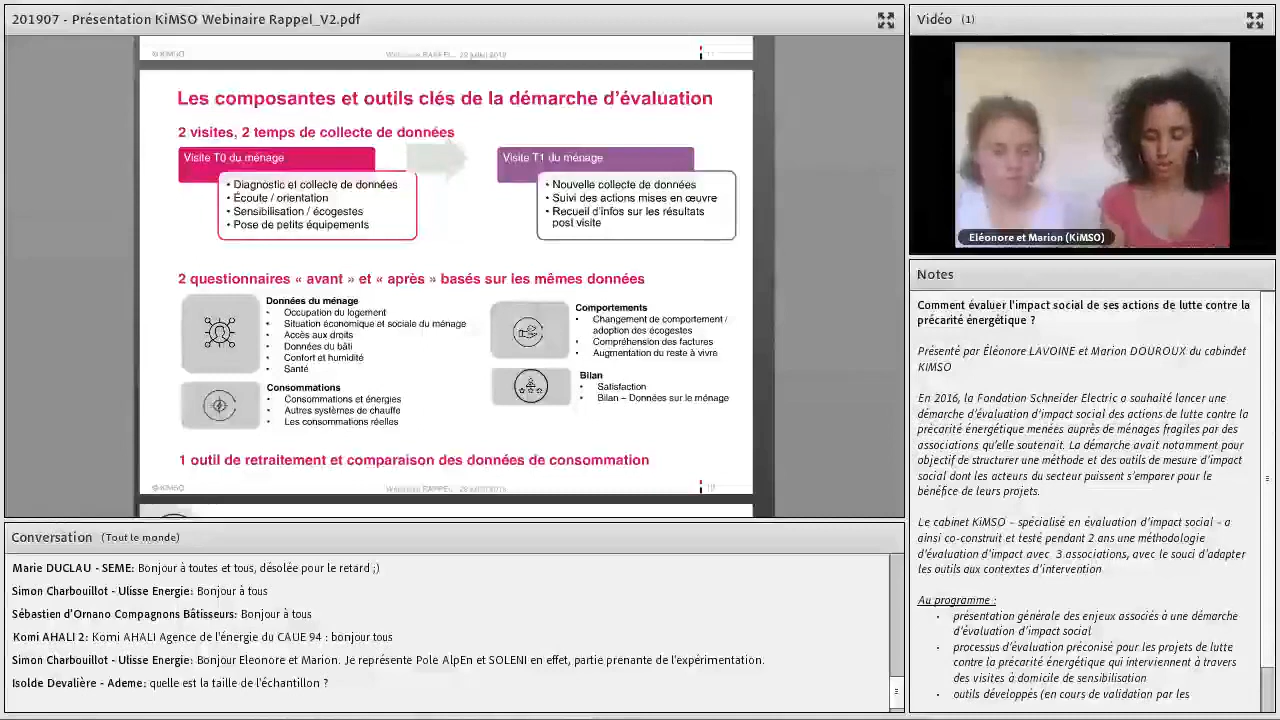 201907 - Présentation KiMSO Webinaire Rappel_V2.pdf
© KIMSO
Les composantes et outils clés de la démarche d'évaluation
2 visites, 2 temps de collecte de données
Visite T0 du ménage
• Diagnostic et collecte de données
• Écoute / orientation
• Sensibilisation / écogestes
• Pose de petits équipements
Visite T1 du ménage
• Nouvelle collecte de données
• Suivi des actions mises en œuvre
• Recueil d'infos sur les résultats
post visite
2 questionnaires « avant » et « après » basés sur les mêmes données
Données du ménage
• Occupation du logement
• Situation économique et sociale du ménage
• Accès aux droits
• Données du bâti
• Confort et humidité
• Santé
Consommations
• Consommations et énergies
• Autres systèmes de chauffe
• Les consommations réelles
Comportements
• Changement de comportement /
adoption des écogestes
• Compréhension des factures
• Augmentation du reste à vivre
Bilan
• Satisfaction
• Bilan – Données sur le ménage
1 outil de retraitement et comparaison des données de consommation
© KIMSO
Conversation (Tout le monde)
Marie DUCLAU - SEME: Bonjour à toutes et tous, désolée pour le retard ;)
Simon Charbouillot - Ulisse Energie: Bonjour à tous
Sébastien d'Ornano Compagnons Bâtisseurs: Bonjour à tous
Komi AHALI 2: Komi AHALI Agence de l'énergie du CAUE 94 : bonjour tous
Simon Charbouillot - Ulisse Energie: Bonjour Eleonore et Marion. Je représente Pole AlpEn et SOLENI en effet, partie prenante de l'expérimentation.
Isolde Devalière - Ademe: quelle est la taille de l'échantillon ?
Vidéo (1)
Eléonore et Marion (KiMSO)
Notes
Comment évaluer l'impact social de ses actions de lutte contre la
précarité énergétique ?
Présenté par Éléonore LAVOINE et Marion DOUROUX du cabindet
KIMSO
En 2016, la Fondation Schneider Electric a souhaité lancer une
démarche d'évaluation d'impact social des actions de lutte contre la
précarité énergétique menées auprès de ménages fragiles par des
associations qu'elle soutenait. La démarche avait notamment pour
objectif de structurer une méthode et des outils de mesure d'impact
social dont les acteurs du secteur puissent s'emparer pour le
bénéfice de leurs projets.
Le cabinet KiMSO – spécialisé en évaluation d'impact social – a
ainsi co-construit et testé pendant 2 ans une méthodologie
d'évaluation d'impact avec 3 associations, avec le souci d'adapter
les outils aux contextes d'intervention
Au programme :
• présentation générale des enjeux associés à une démarche
d'évaluation d'impact social
• processus d'évaluation préconisé pour les projets de lutte
contre la précarité énergétique qui interviennent à travers
des visites à domicile de sensibilisation
• outils développés (en cours de validation par les